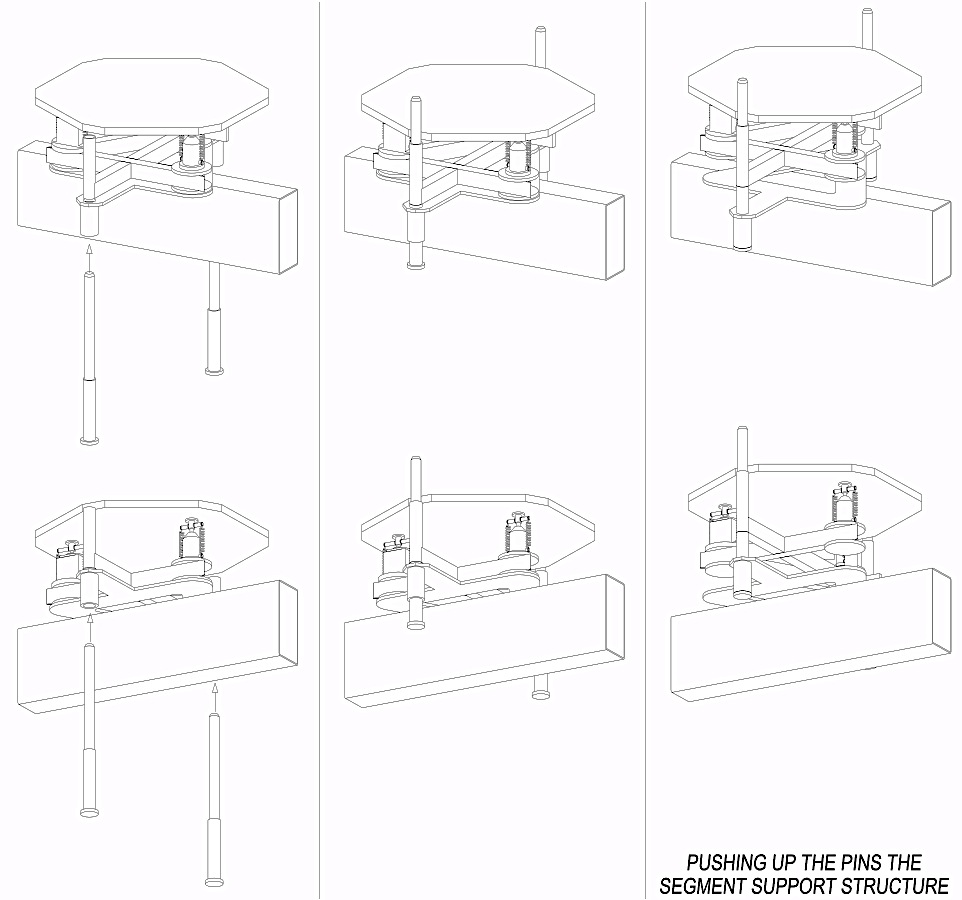 PUSHING UP THE PINS THE
SEGMENT SUPPORT STRUCTURE